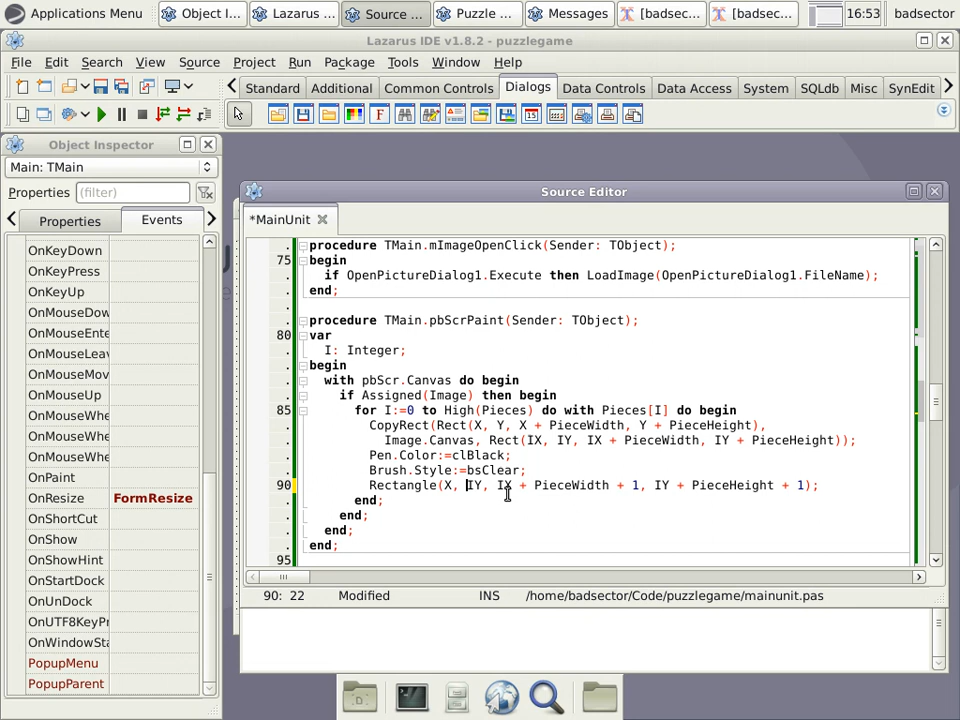 Applications Menu
Object I...
Lazarus ...
Source ...
Puzzle ...
Messages
[badsec...
[badsec...
16:53
badsector
Lazarus IDE v1.8.2 - puzzlegame
File Edit Search View Source Project Run Package Tools Window Help
Standard Additional Common Controls Dialogs Data Controls Data Access System SQLdb Misc SynEdit
Object Inspector
Main: TMain
Properties (filter)
Properties Events
OnKeyDown
OnKeyPress
OnKeyUp
OnMouseDow
OnMouseEnte
OnMouseLeav
OnMouseMov
OnMouseUp
OnMouseWhe
OnMouseWhe
OnMouseWhe
OnPaint
OnResize FormResize
OnShortCut
OnShow
OnShowHint
OnStartDock
OnUnDock
OnUTF8KeyPr
OnWindowSta
PopupMenu
PopupParent
Source Editor
*MainUnit
. procedure TMain.mImageOpenClick(Sender: TObject);
75 begin
. if OpenPictureDialog1.Execute then LoadImage(OpenPictureDialog1.FileName);
. end;
.
. procedure TMain.pbScrPaint(Sender: TObject);
80 var
. I: Integer;
. begin
. with pbScr.Canvas do begin
. if Assigned(Image) then begin
85 for I:=0 to High(Pieces) do with Pieces[I] do begin
. CopyRect(Rect(X, Y, X + PieceWidth, Y + PieceHeight),
. Image.Canvas, Rect(IX, IY, IX + PieceWidth, IY + PieceHeight));
. Pen.Color:=clBlack;
. Brush.Style:=bsClear;
90 Rectangle(X, IY, IX + PieceWidth + 1, IY + PieceHeight + 1);
. end;
. end;
. end;
. end;
95
90: 22 Modified INS /home/badsector/Code/puzzlegame/mainunit.pas